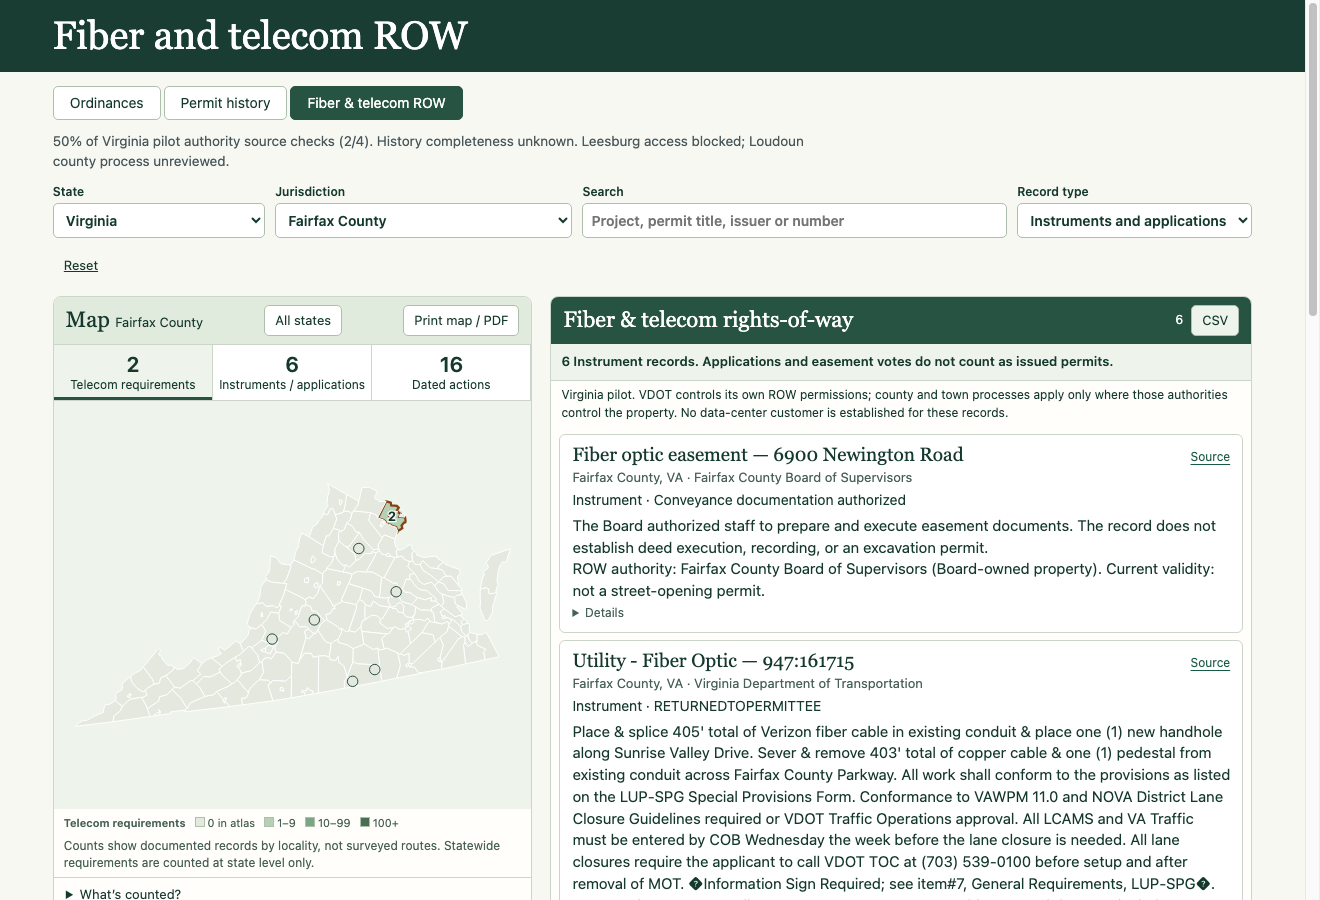 Fiber and telecom ROW
Ordinances
Permit history
Fiber & telecom ROW
50% of Virginia pilot authority source checks (2/4). History completeness unknown. Leesburg access blocked; Loudoun
county process unreviewed.
State
Jurisdiction
Search
Record type
Virginia
Fairfax County
Project, permit title, issuer or number
Instruments and applications
Reset
Map Fairfax County
All states
Print map / PDF
2
Telecom requirements
6
Instruments / applications
16
Dated actions
2
Telecom requirements
0 in atlas
1–9
10–99
100+
Counts show documented records by locality, not surveyed routes. Statewide
requirements are counted at state level only.
What's counted?
Fiber & telecom rights-of-way
6
CSV
6 Instrument records. Applications and easement votes do not count as issued permits.
Virginia pilot. VDOT controls its own ROW permissions; county and town processes apply only where those authorities
control the property. No data-center customer is established for these records.
Fiber optic easement — 6900 Newington Road
Source
Fairfax County, VA · Fairfax County Board of Supervisors
Instrument · Conveyance documentation authorized
The Board authorized staff to prepare and execute easement documents. The record does not
establish deed execution, recording, or an excavation permit.
ROW authority: Fairfax County Board of Supervisors (Board-owned property). Current validity:
not a street-opening permit.
Details
Utility - Fiber Optic — 947:161715
Source
Fairfax County, VA · Virginia Department of Transportation
Instrument · RETURNEDTOPERMITTEE
Place & splice 405' total of Verizon fiber cable in existing conduit & place one (1) new handhole
along Sunrise Valley Drive. Sever & remove 403' total of copper cable & one (1) pedestal from
existing conduit across Fairfax County Parkway. All work shall conform to the provisions as listed
on the LUP-SPG Special Provisions Form. Conformance to VAWPM 11.0 and NOVA District Lane
Closure Guidelines required or VDOT Traffic Operations approval. All LCAMS and VA Traffic
must be entered by COB Wednesday the week before the lane closure is needed. All lane
closures require the applicant to call VDOT TOC at (703) 539-0100 before setup and after
removal of MOT. �Information Sign Required; see item#7, General Requirements, LUP-SPG�.